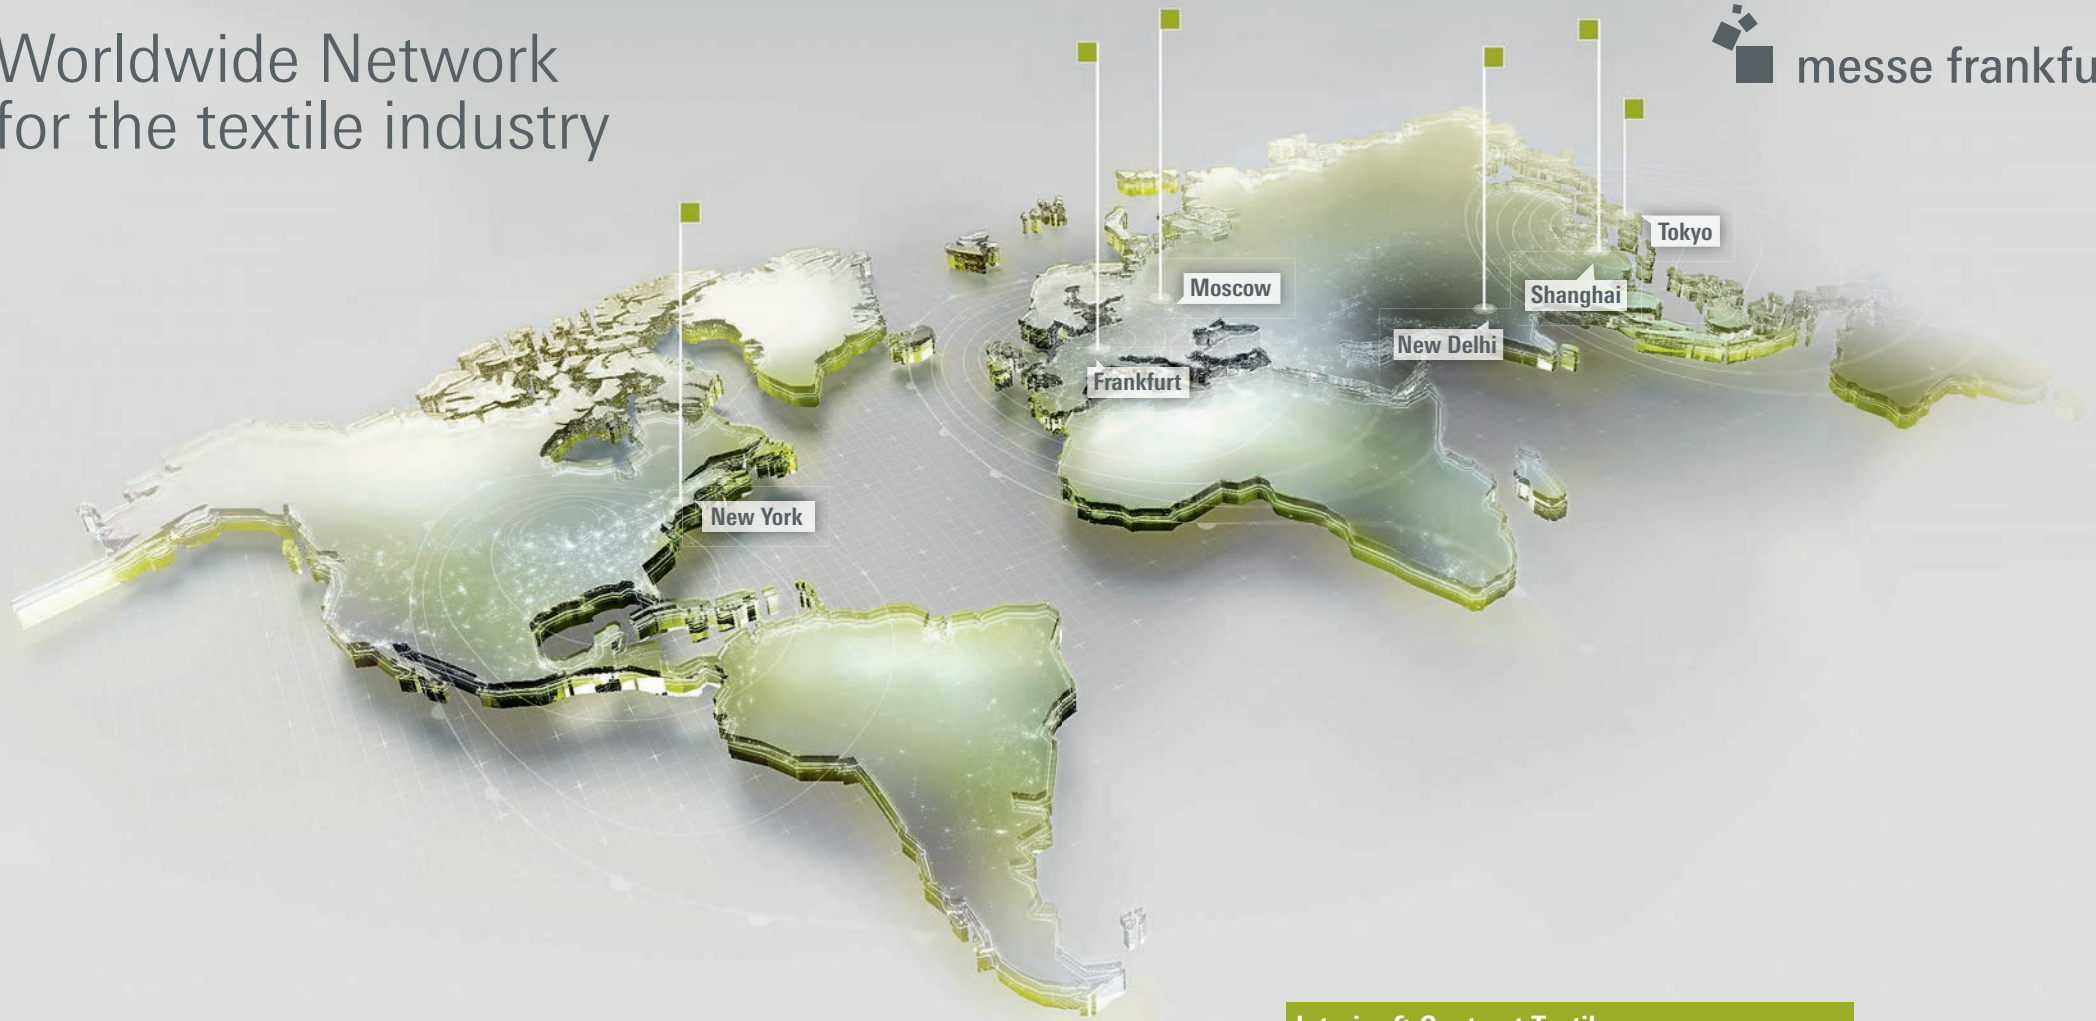 Worldwide Network
for the textile industry
messe frankfu
Tokyo
Moscow
Shanghai
New Delhi
Frankfurt
New York